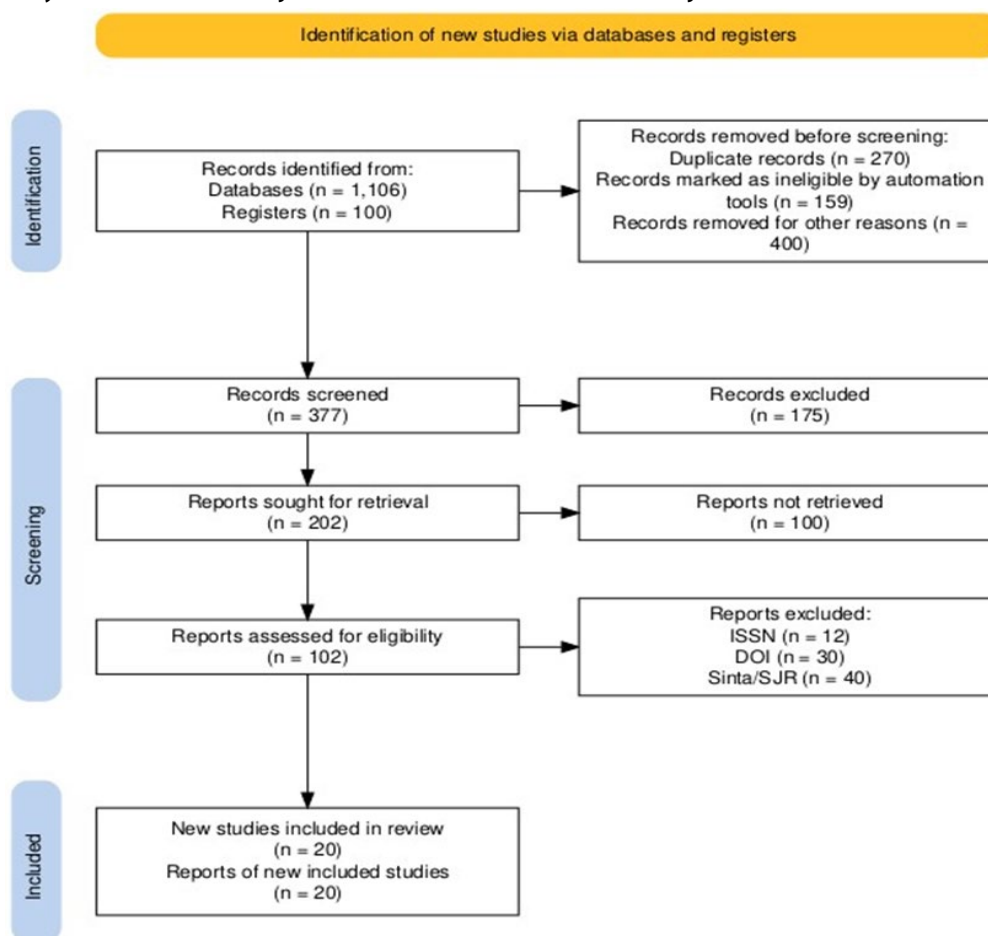 Identification of new studies via databases and registers
Identification
Records identified from:
Databases (n = 1,106)
Registers (n = 100)
Records removed before screening:
Duplicate records (n = 270)
Records marked as ineligible by automation
tools (n = 159)
Records removed for other reasons (n =
400)
Screening
Records screened
(n = 377)
Records excluded
(n = 175)
Reports sought for retrieval
(n = 202)
Reports not retrieved
(n = 100)
Reports assessed for eligibility
(n = 102)
Reports excluded:
ISSN (n = 12)
DOI (n = 30)
Sinta/SJR (n = 40)
Included
New studies included in review
(n = 20)
Reports of new included studies
(n = 20)